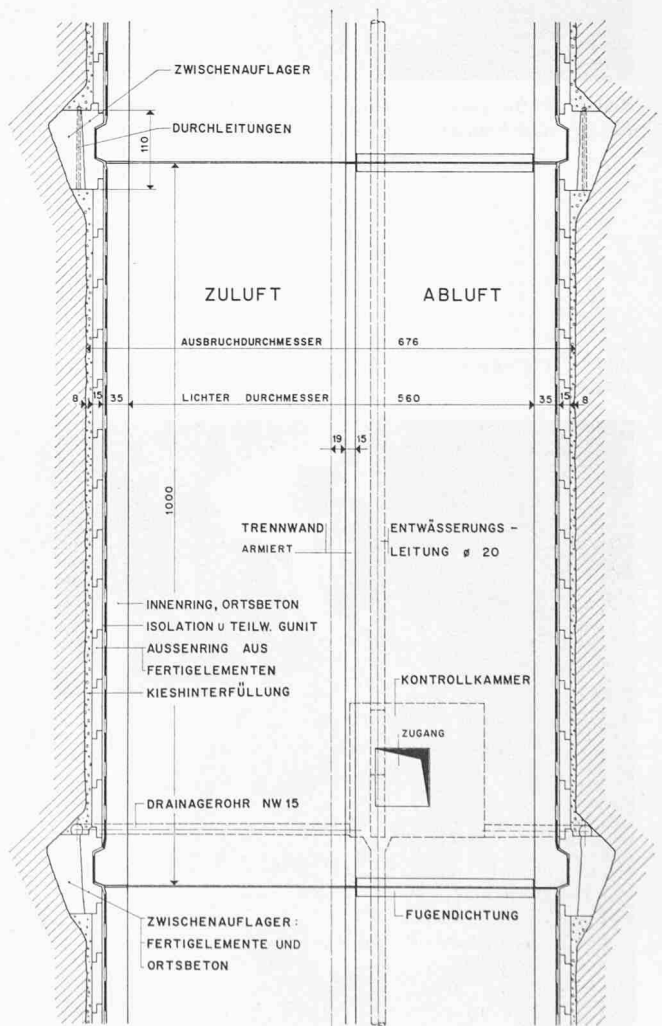 ZWISCHENAUFLAGER
DURCHLEITUNGEN
110
ZULUFT ABLUFT
AUSBRUCHDURCHMESSER 676
8 15 35 LICHTER DURCHMESSER 560 35 15 8
19 15
1000
TRENNWAND
ARMIERT
ENTWÄSSERUNGS -
LEITUNG ø 20
INNENRING, ORTSBETON
ISOLATION U TEILW. GUNIT
AUSSENRING AUS
FERTIGELEMENTEN
KIESHINTERFÜLLUNG
KONTROLLKAMMER
ZUGANG
DRAINAGEROHR NW 15
ZWISCHENAUFLAGER :
FERTIGELEMENTE UND
ORTSBETON
FUGENDICHTUNG